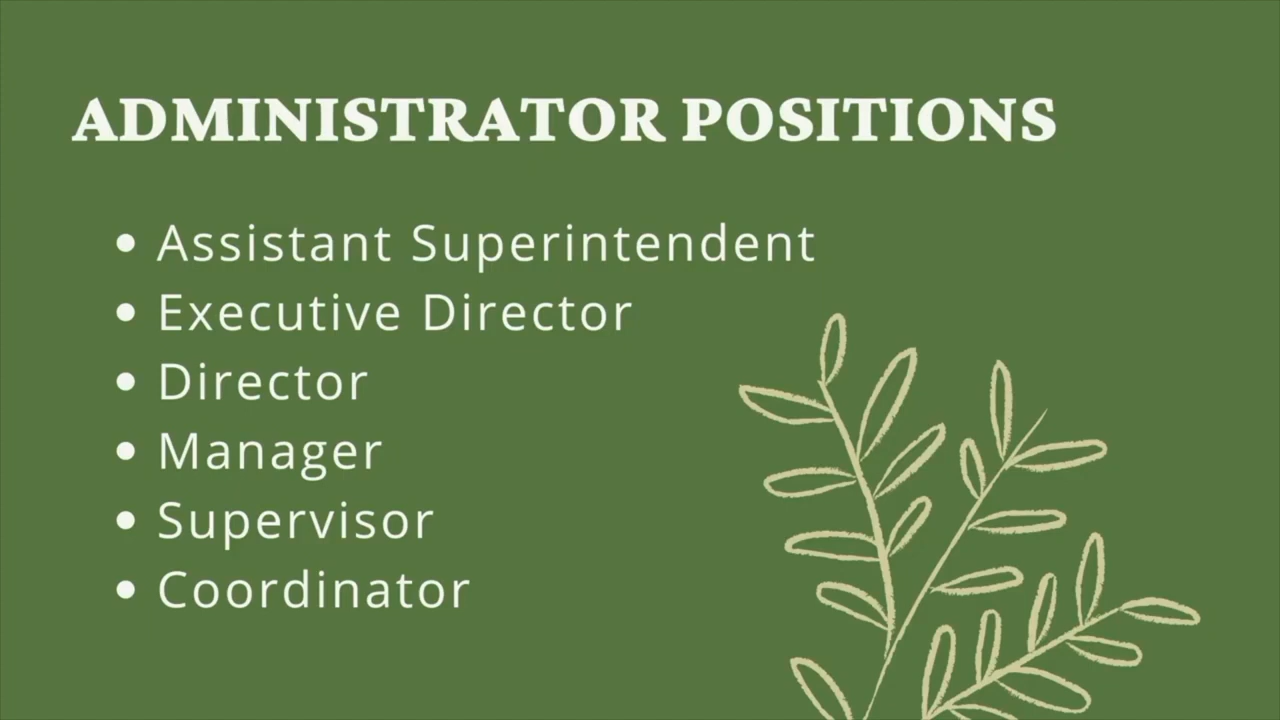 ADMINISTRATOR POSITIONS
• Assistant Superintendent
• Executive Director
• Director
• Manager
• Supervisor
• Coordinator